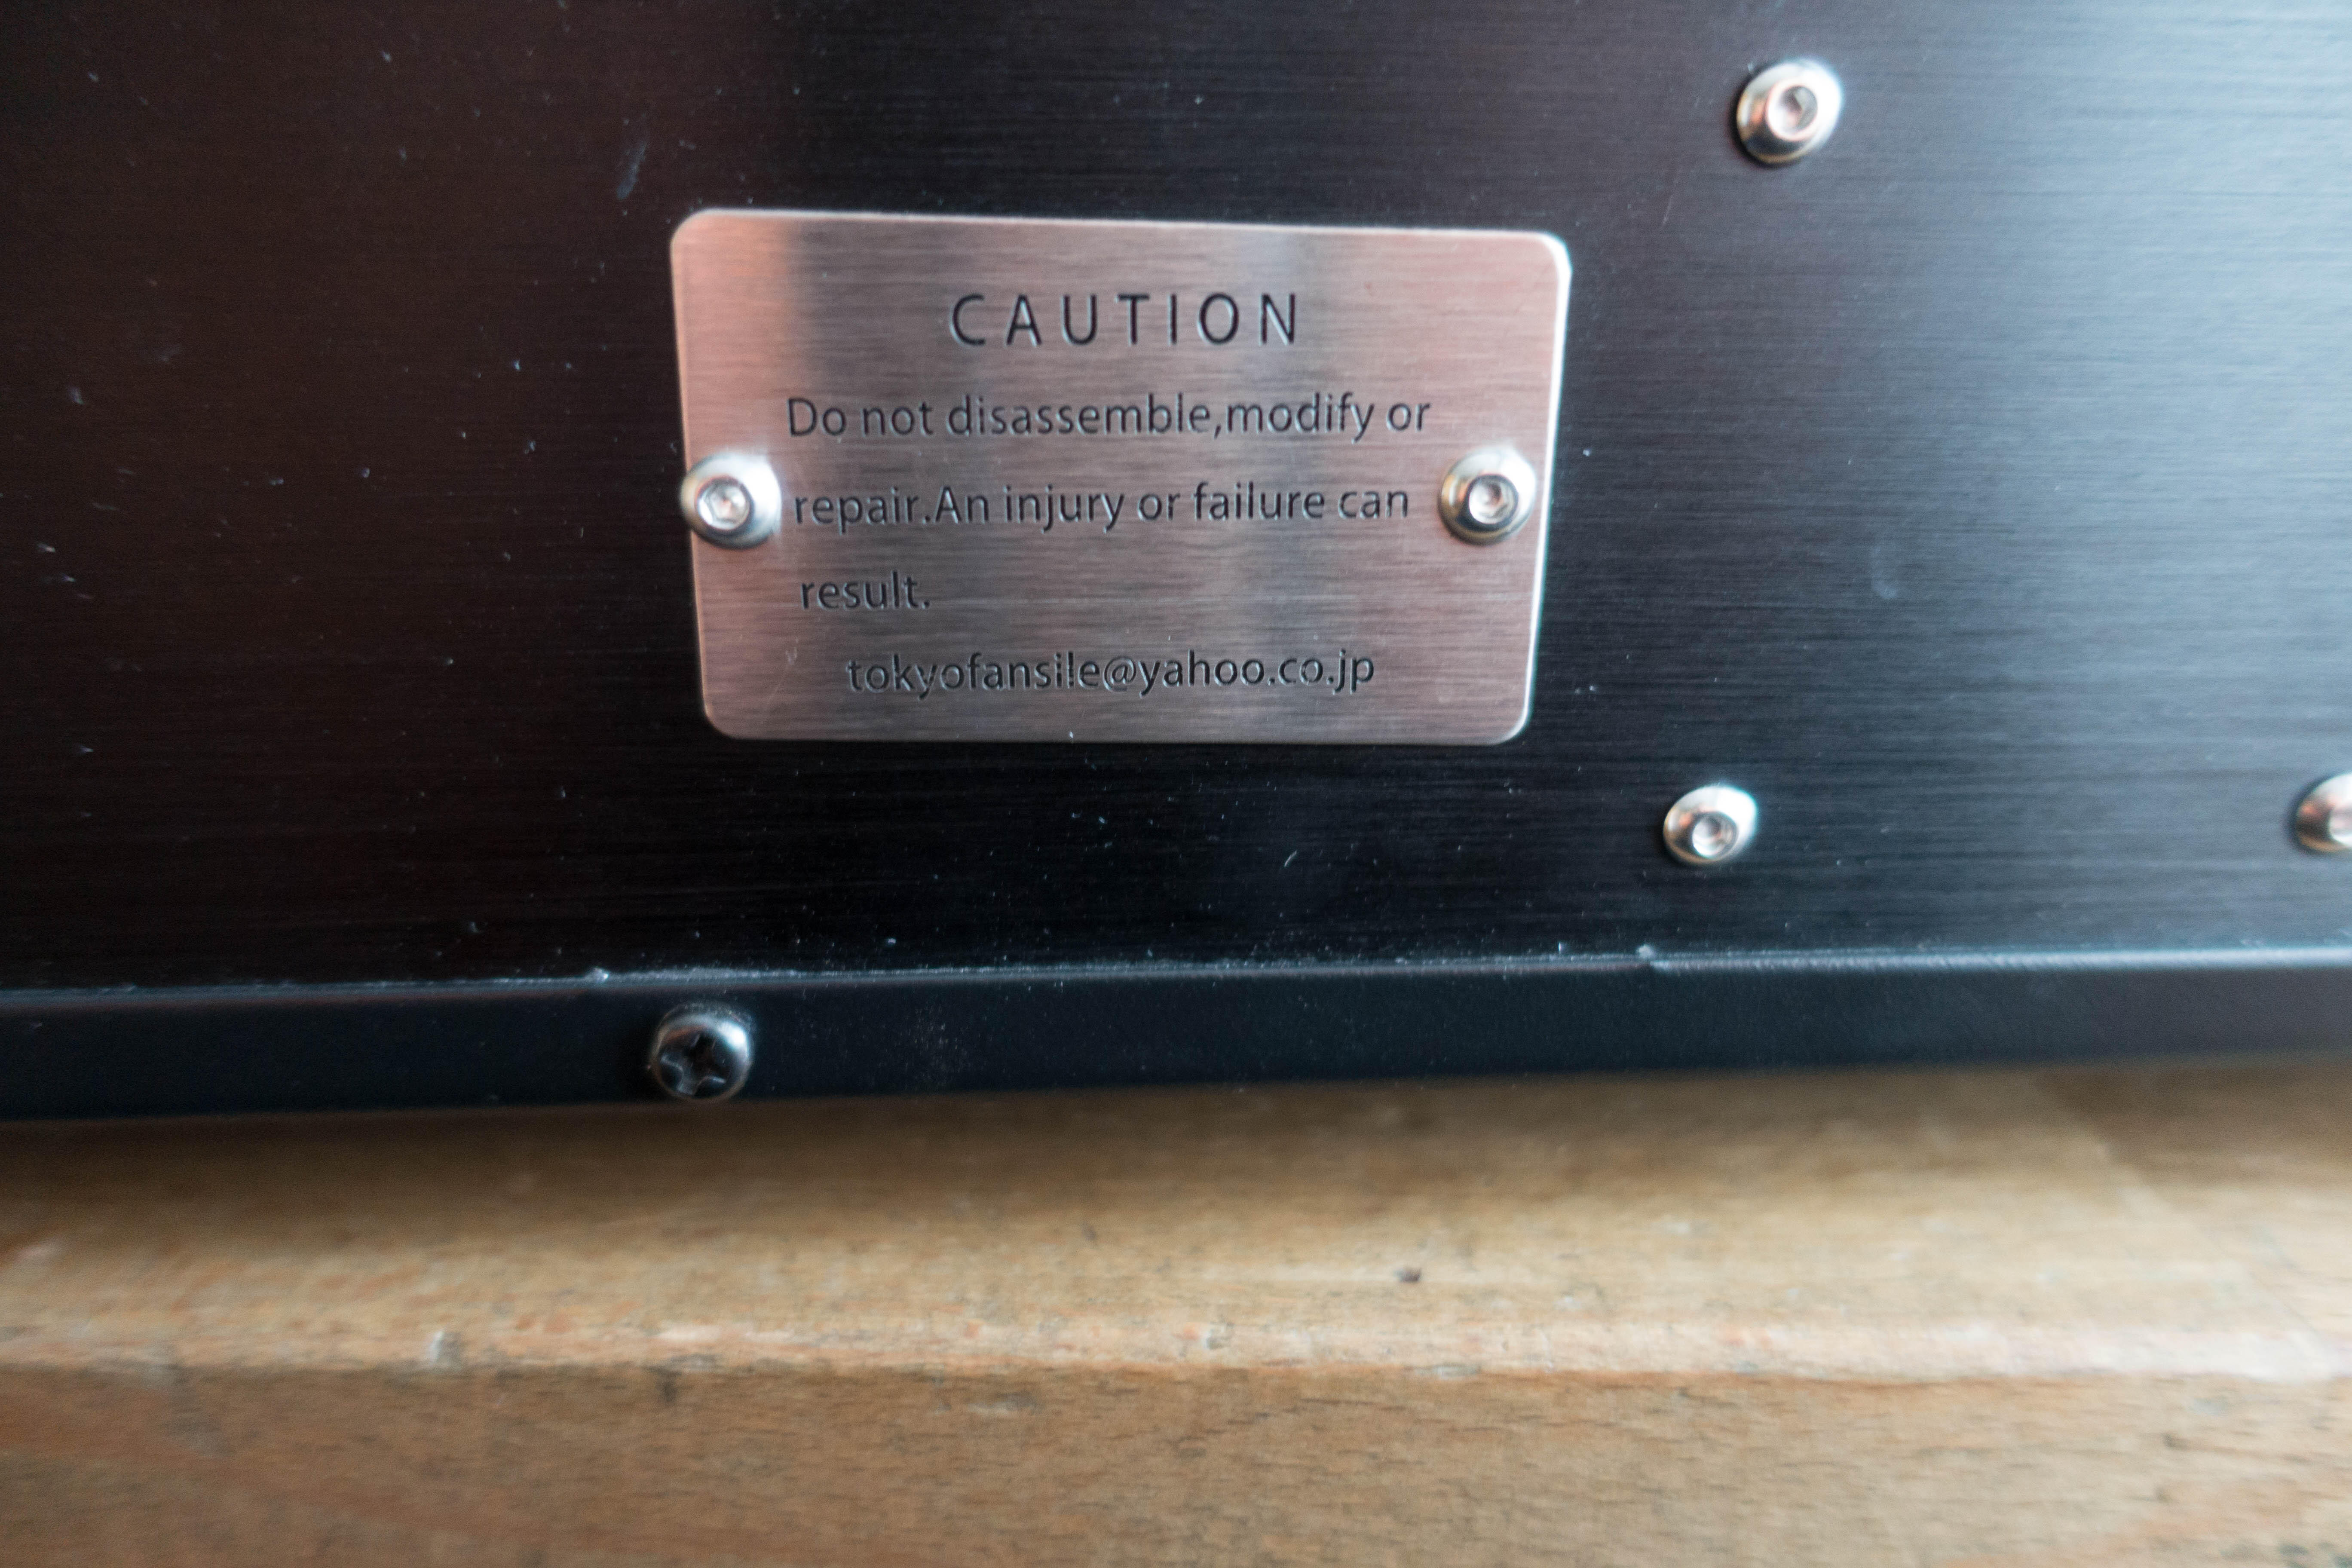 CAUTION
Do not disassemble,modify or
repair.An injury or failure can
result.
tokyofansile@yahoo.co.jp